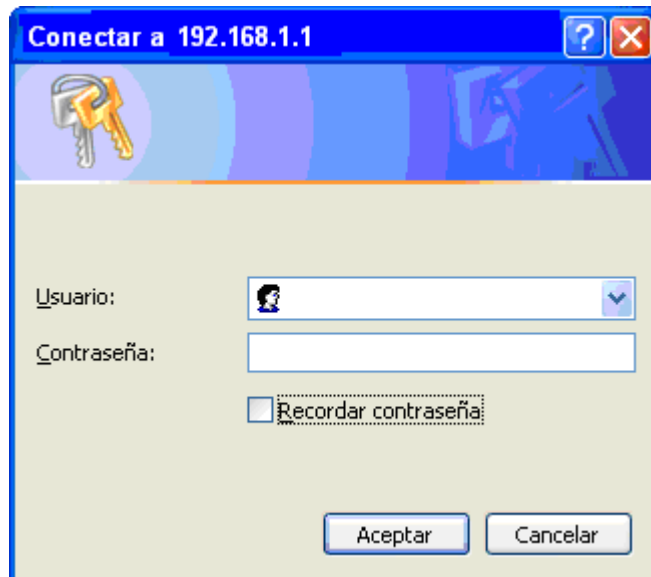 Conectar a 192.168.1.1
Usuario:
Contraseña:
Recordar contraseña
Aceptar Cancelar